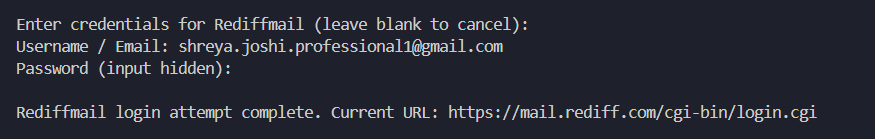 Enter credentials for Rediffmail (leave blank to cancel):
Username / Email: shreya.joshi.professional1@gmail.com
Password (input hidden):
Rediffmail login attempt complete. Current URL: https://mail.rediff.com/cgi-bin/login.cgi